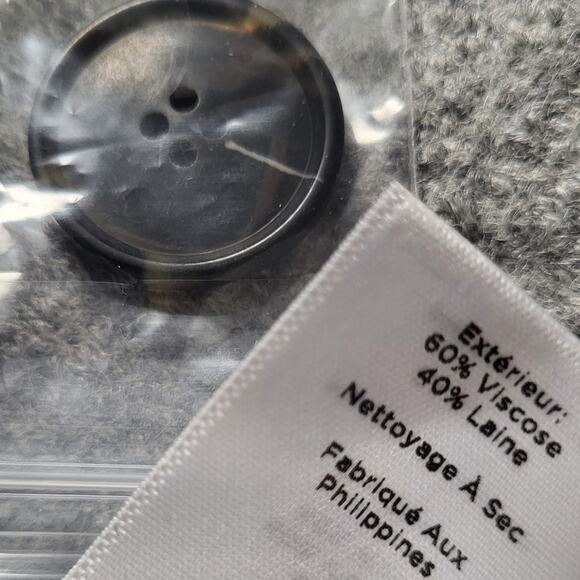 Extérieur:
60% Viscose
40% Laine
Nettoyage À Sec
Fabriqué Aux
Philippines